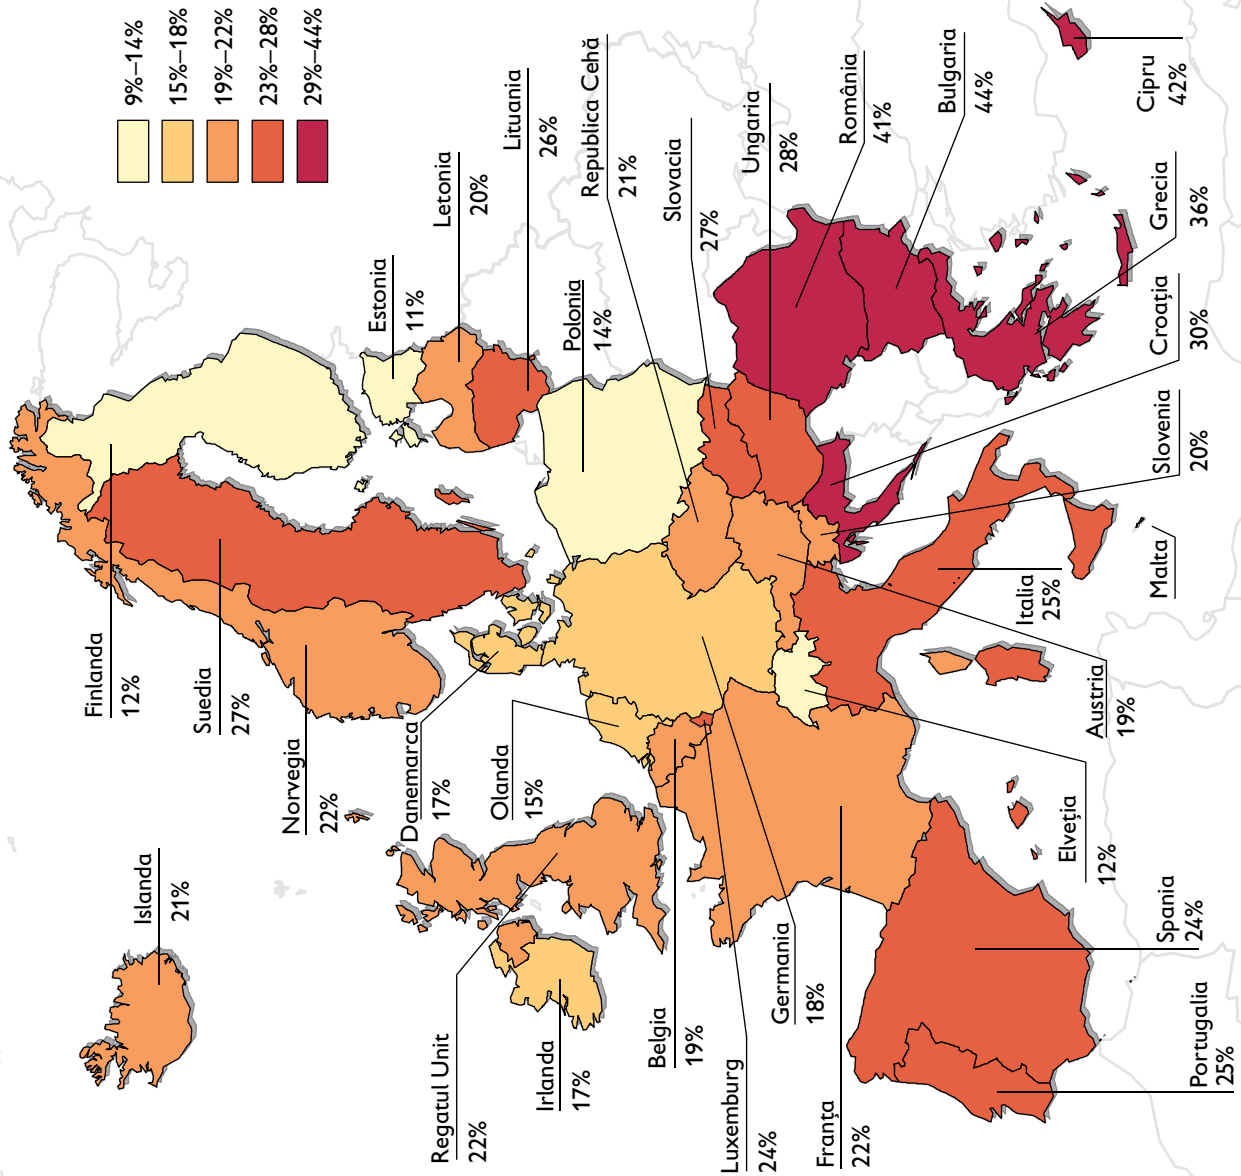 9%–14%
15%–18%
19%–22%
23%–28%
29%–44%
Islanda
21%
Finlanda
12%
Suedia
27%
Norvegia
22%
Danemarca
17%
Olanda
15%
Estonia
11%
Letonia
20%
Lituania
26%
Polonia
14%
Republica Cehă
21%
Slovacia
27%
Ungaria
28%
România
41%
Bulgaria
44%
Cipru
42%
Grecia
36%
Croația
30%
Slovenia
20%
Malta
Italia
25%
Austria
19%
Elveția
12%
Spania
24%
Portugalia
25%
Franța
22%
Germania
18%
Luxemburg
24%
Belgia
19%
Irlanda
17%
Regatul Unit
22%